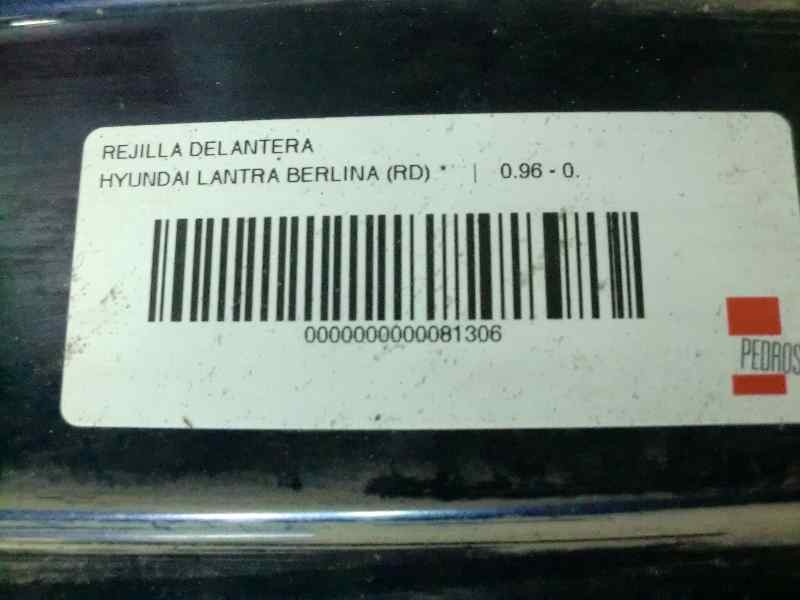 REJILLA DELANTERA
HYUNDAI LANTRA BERLINA (RD) * | 0.96 - 0.
0000000000081306
PEDROS